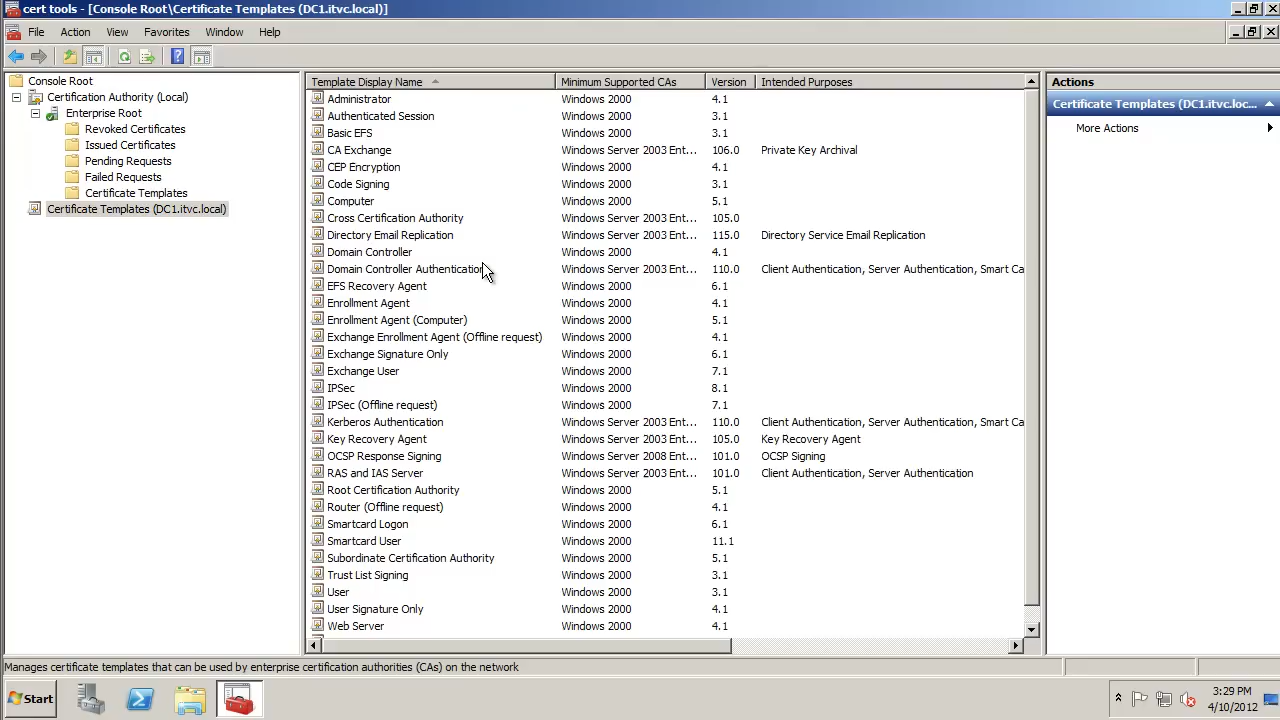 cert tools - [Console Root\Certificate Templates (DC1.itvc.local)]
File Action View Favorites Window Help
Console Root
Certification Authority (Local)
Enterprise Root
Revoked Certificates
Issued Certificates
Pending Requests
Failed Requests
Certificate Templates
Certificate Templates (DC1.itvc.local)
Template Display Name Minimum Supported CAs Version Intended Purposes
Administrator Windows 2000 4.1
Authenticated Session Windows 2000 3.1
Basic EFS Windows 2000 3.1
CA Exchange Windows Server 2003 Ent... 106.0 Private Key Archival
CEP Encryption Windows 2000 4.1
Code Signing Windows 2000 3.1
Computer Windows 2000 5.1
Cross Certification Authority Windows Server 2003 Ent... 105.0
Directory Email Replication Windows Server 2003 Ent... 115.0 Directory Service Email Replication
Domain Controller Windows 2000 4.1
Domain Controller Authentication Windows Server 2003 Ent... 110.0 Client Authentication, Server Authentication, Smart Ca
EFS Recovery Agent Windows 2000 6.1
Enrollment Agent Windows 2000 4.1
Enrollment Agent (Computer) Windows 2000 5.1
Exchange Enrollment Agent (Offline request) Windows 2000 4.1
Exchange Signature Only Windows 2000 6.1
Exchange User Windows 2000 7.1
IPSec Windows 2000 8.1
IPSec (Offline request) Windows 2000 7.1
Kerberos Authentication Windows Server 2003 Ent... 110.0 Client Authentication, Server Authentication, Smart Ca
Key Recovery Agent Windows Server 2003 Ent... 105.0 Key Recovery Agent
OCSP Response Signing Windows Server 2008 Ent... 101.0 OCSP Signing
RAS and IAS Server Windows Server 2003 Ent... 101.0 Client Authentication, Server Authentication
Root Certification Authority Windows 2000 5.1
Router (Offline request) Windows 2000 4.1
Smartcard Logon Windows 2000 6.1
Smartcard User Windows 2000 11.1
Subordinate Certification Authority Windows 2000 5.1
Trust List Signing Windows 2000 3.1
User Windows 2000 3.1
User Signature Only Windows 2000 4.1
Web Server Windows 2000 4.1
Actions
Certificate Templates (DC1.itvc.loc...
More Actions
Manages certificate templates that can be used by enterprise certification authorities (CAs) on the network
Start
3:29 PM
4/10/2012